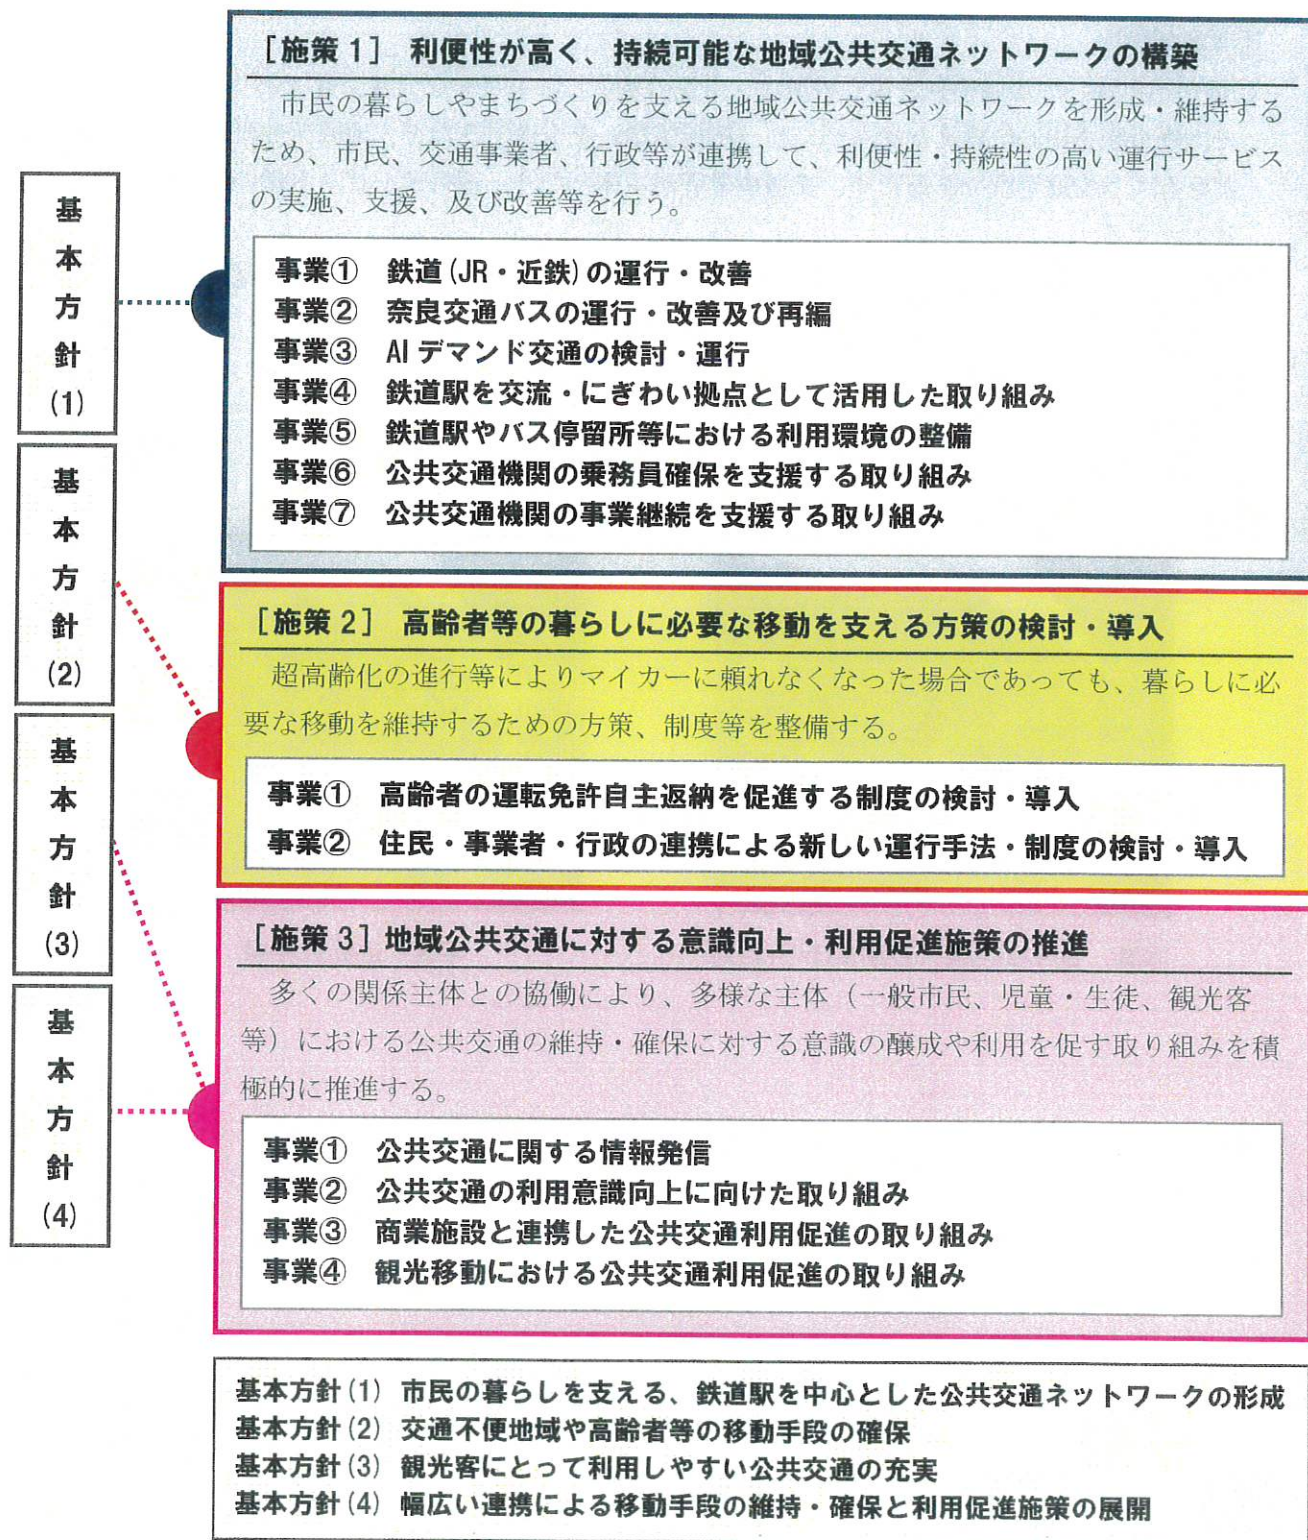 [施策1] 利便性が高く、持続可能な地域公共交通ネットワークの構築
市民の暮らしやまちづくりを支える地域公共交通ネットワークを形成・維持する
ため、市民、交通事業者、行政等が連携して、利便性・持続性の高い運行サービス
の実施、支援、及び改善等を行う。
事業① 鉄道(JR・近鉄)の運行・改善
事業② 奈良交通バスの運行・改善及び再編
事業③ AIデマンド交通の検討・運行
事業④ 鉄道駅を交流・にぎわい拠点として活用した取り組み
事業⑤ 鉄道駅やバス停留所等における利用環境の整備
事業⑥ 公共交通機関の乗務員確保を支援する取り組み
事業⑦ 公共交通機関の事業継続を支援する取り組み
基本方針(1)
基本方針(2)
基本方針(3)
基本方針(4)
[施策2] 高齢者等の暮らしに必要な移動を支える方策の検討・導入
超高齢化の進行等によりマイカーに頼れなくなった場合であっても、暮らしに必
要な移動を維持するための方策、制度等を整備する。
事業① 高齢者の運転免許自主返納を促進する制度の検討・導入
事業② 住民・事業者・行政の連携による新しい運行手法・制度の検討・導入
[施策3]地域公共交通に対する意識向上・利用促進施策の推進
多くの関係主体との協働により、多様な主体(一般市民、児童・生徒、観光客
等)における公共交通の維持・確保に対する意識の醸成や利用を促す取り組みを積
極的に推進する。
事業① 公共交通に関する情報発信
事業② 公共交通の利用意識向上に向けた取り組み
事業③ 商業施設と連携した公共交通利用促進の取り組み
事業④ 観光移動における公共交通利用促進の取り組み
基本方針(1) 市民の暮らしを支える、鉄道駅を中心とした公共交通ネットワークの形成
基本方針(2) 交通不便地域や高齢者等の移動手段の確保
基本方針(3) 観光客にとって利用しやすい公共交通の充実
基本方針(4) 幅広い連携による移動手段の維持・確保と利用促進施策の展開